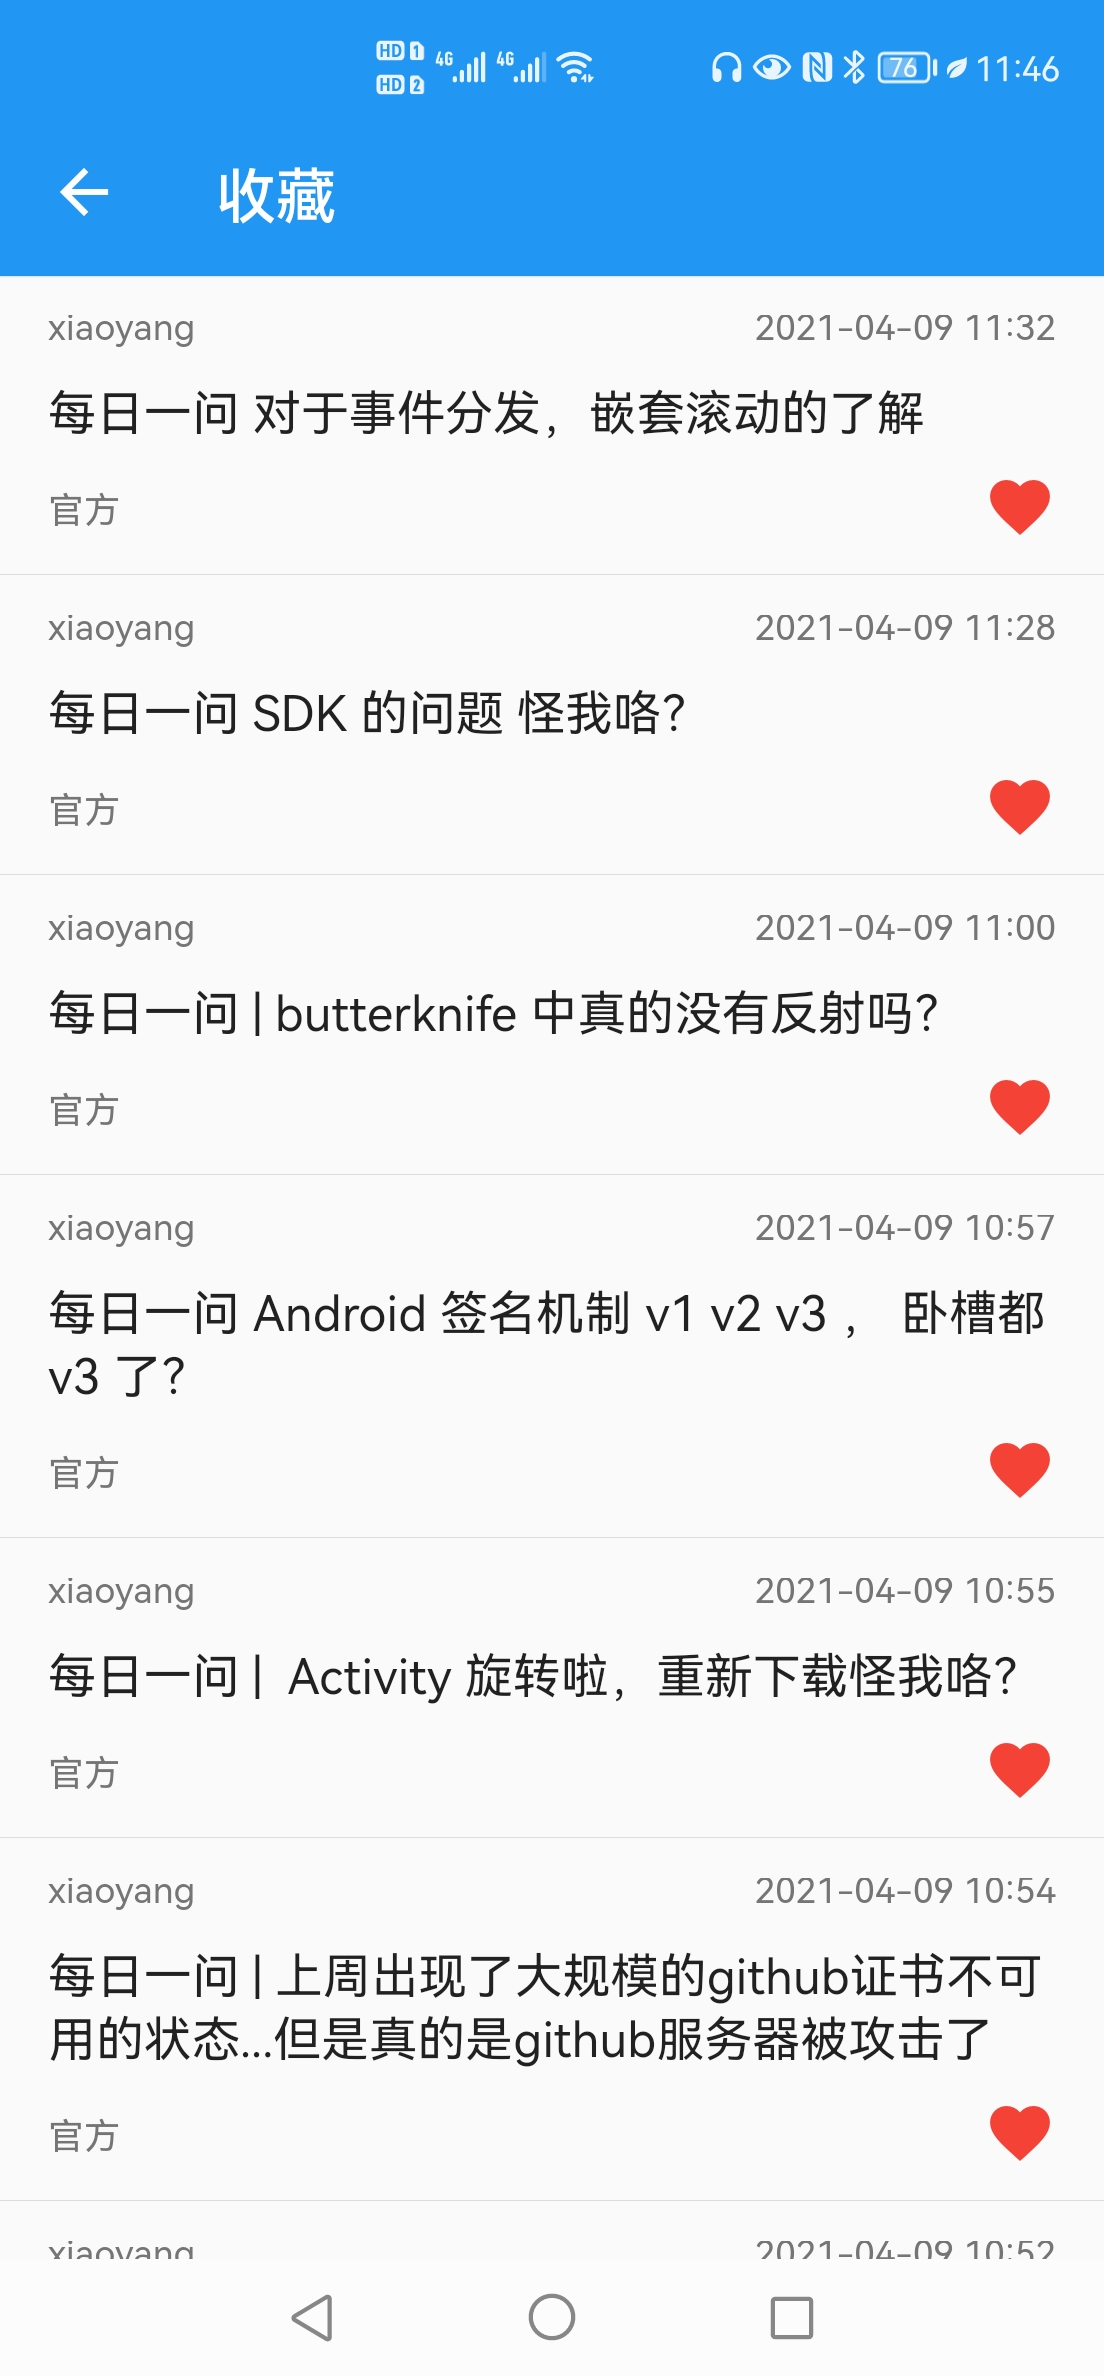 HD 1 4G 4G 76 11:46
HD 2
收藏
xiaoyang 2021-04-09 11:32
每日一问 对于事件分发，嵌套滚动的了解
官方
xiaoyang 2021-04-09 11:28
每日一问 SDK 的问题 怪我咯？
官方
xiaoyang 2021-04-09 11:00
每日一问 | butterknife 中真的没有反射吗？
官方
xiaoyang 2021-04-09 10:57
每日一问 Android 签名机制 v1 v2 v3 ， 卧槽都
v3 了？
官方
xiaoyang 2021-04-09 10:55
每日一问 | Activity 旋转啦，重新下载怪我咯？
官方
xiaoyang 2021-04-09 10:54
每日一问 | 上周出现了大规模的github证书不可
用的状态...但是真的是github服务器被攻击了
官方
xiaoyang 2021-04-09 10:52